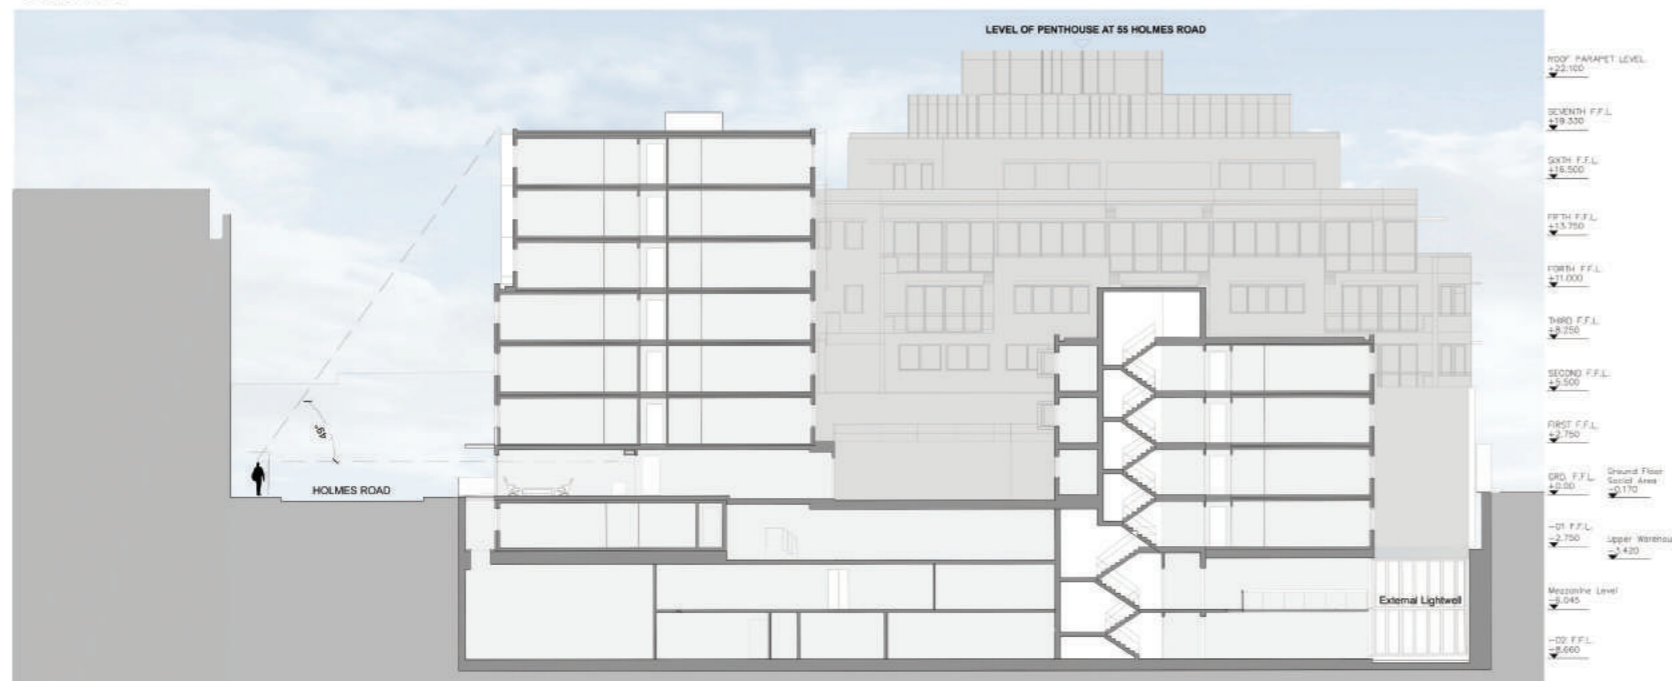 LEVEL OF PENTHOUSE AT 55 HOLMES ROAD
ROOF PARAPET LEVEL
+22.100
SEVENTH F.F.L.
+19.330
SIXTH F.F.L.
+16.500
FIFTH F.F.L.
+13.750
FORTH F.F.L.
+11.000
THIRD F.F.L.
+8.250
SECOND F.F.L.
+5.500
FIRST F.F.L.
+2.750
49°
HOLMES ROAD
GRD. F.F.L.
+0.00
Ground Floor
Social Area
-0.170
-01 F.F.L.
-2.750
Upper Warehou
-3.420
External Lightwell
Mezzanine Level
-6.045
-02 F.F.L.
-8.660